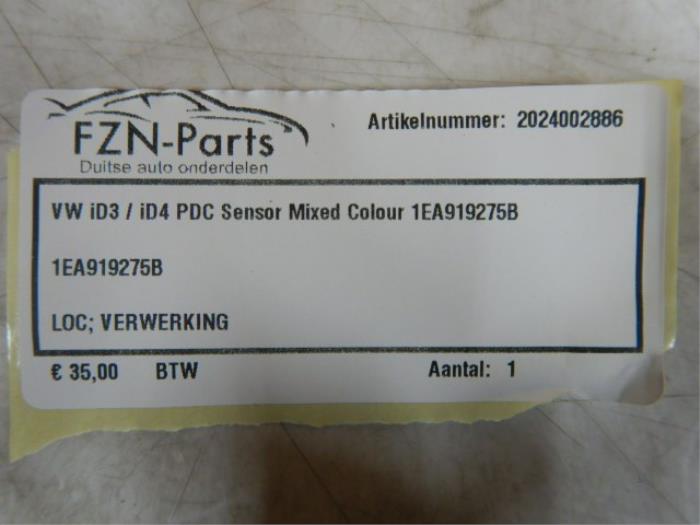 FZN-Parts
Duitse auto onderdelen
Artikelnummer: 2024002886
VW iD3 / iD4 PDC Sensor Mixed Colour 1EA919275B
1EA919275B
LOC; VERWERKING
€ 35,00 BTW Aantal: 1